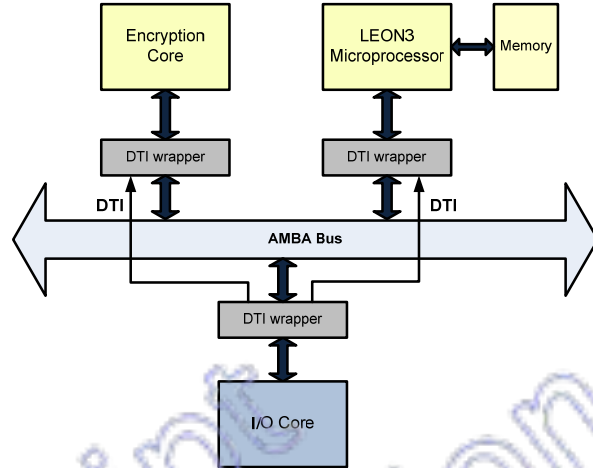 Encryption
Core
LEON3
Microprocessor
Memory
DTI wrapper
DTI wrapper
DTI
DTI
AMBA Bus
DTI wrapper
I/O Core